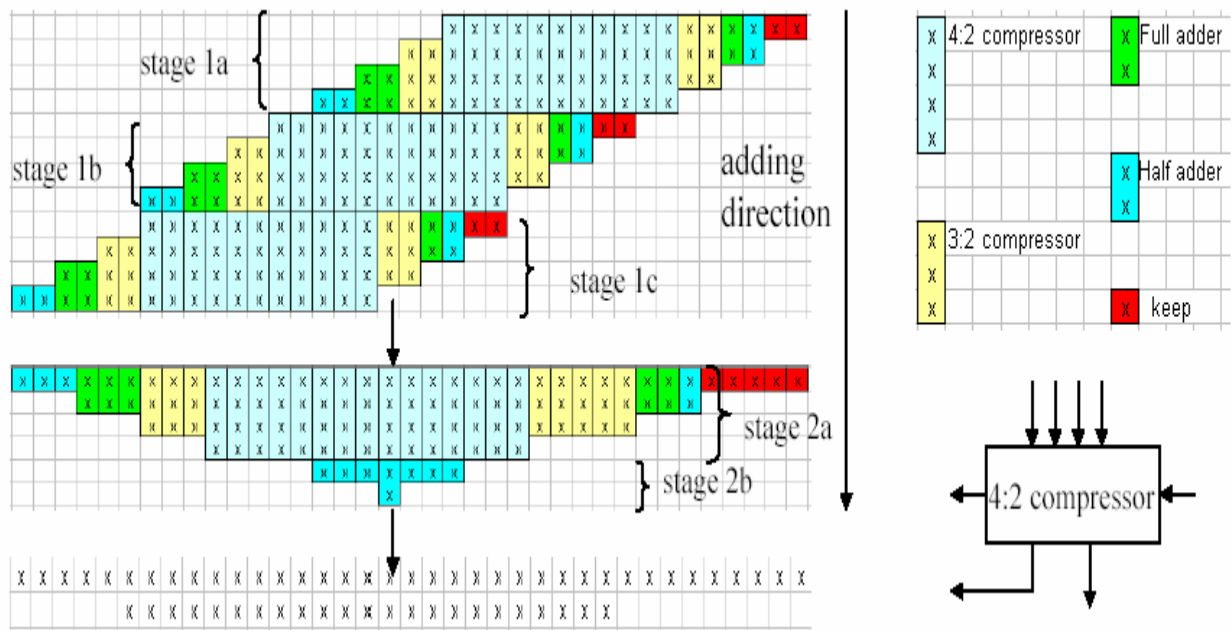 stage 1a
stage 1b
stage 1c
adding
direction
stage 2a
stage 2b
x 4:2 compressor
x
x
x
x Full adder
x
x Half adder
x
x 3:2 compressor
x
x
x keep
4:2 compressor